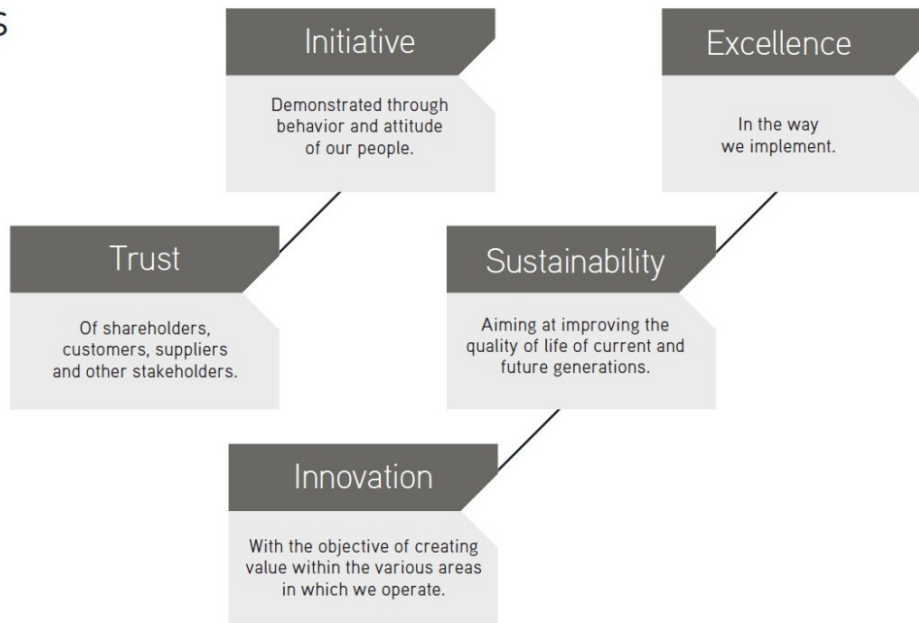 s
Initiative
Demonstrated through
behavior and attitude
of our people.
Excellence
In the way
we implement.
Trust
Of shareholders,
customers, suppliers
and other stakeholders.
Sustainability
Aiming at improving the
quality of life of current and
future generations.
Innovation
With the objective of creating
value within the various areas
in which we operate.